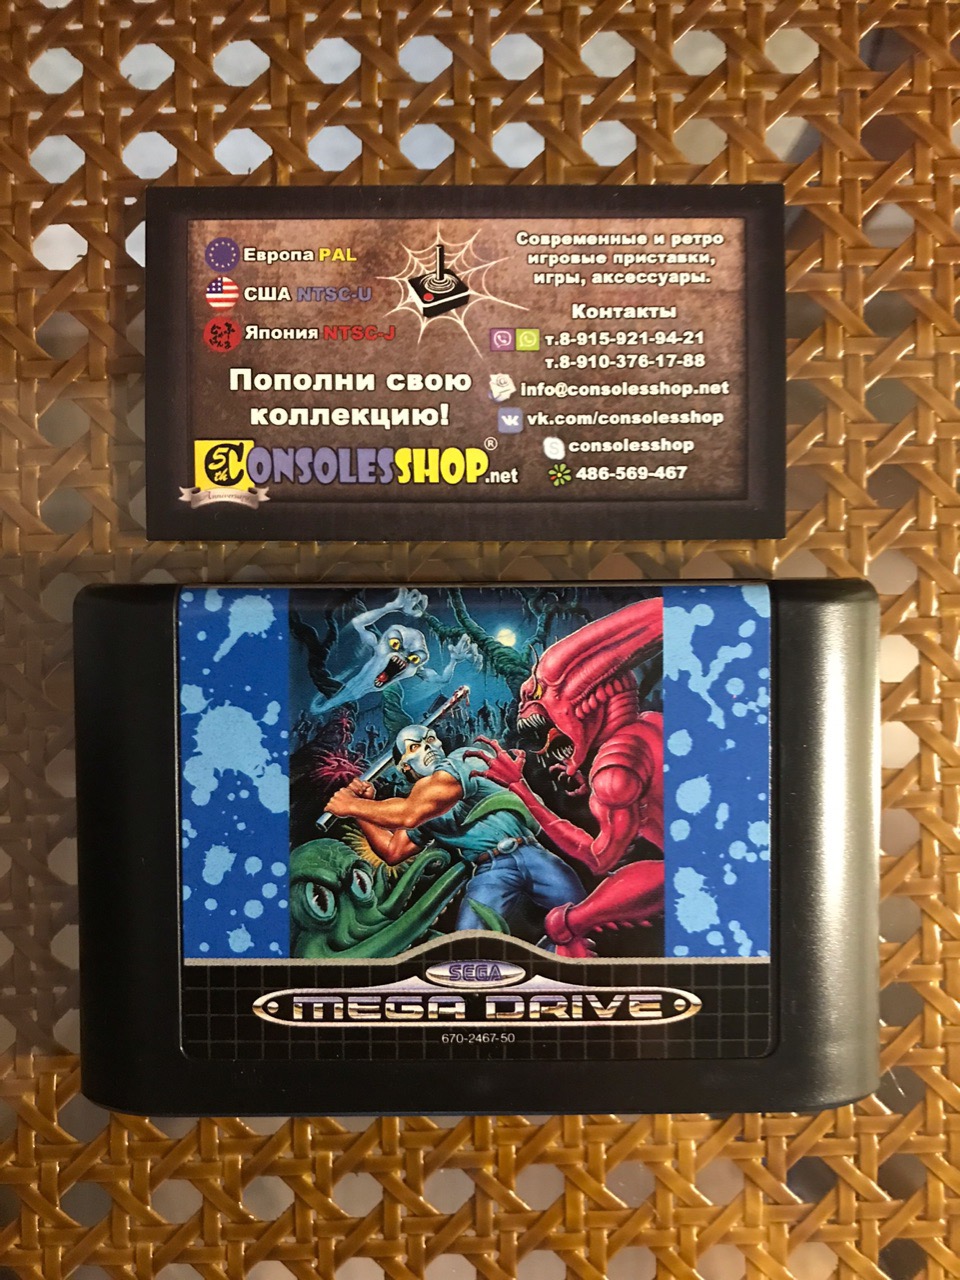 Европа PAL
США NTSC-U
Япония NTSC-J
Пополни свою
коллекцию!
5th
Anniversary
CONSOLESSHOP.net
®
Современные и ретро
игровые приставки,
игры, аксессуары.
Контакты
т.8-915-921-94-21
т.8-910-376-17-88
info@consolesshop.net
vk.com/consolesshop
consolesshop
486-569-467
SEGA
MEGA DRIVE
670-2467-50